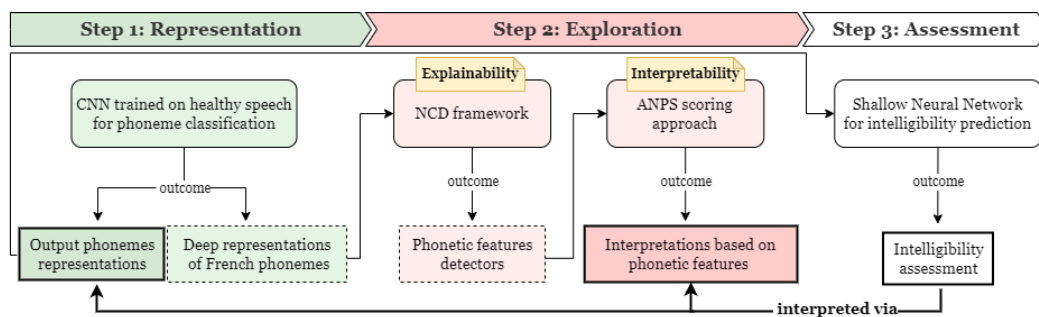 Step 1: Representation
Step 2: Exploration
Step 3: Assessment
CNN trained on healthy speech
for phoneme classification
Explainability
NCD framework
Interpretability
ANPS scoring
approach
Shallow Neural Network
for intelligibility prediction
outcome
outcome
outcome
outcome
Output phonemes
representations
Deep representations
of French phonemes
Phonetic features
detectors
Interpretations based on
phonetic features
Intelligibility
assessment
interpreted via